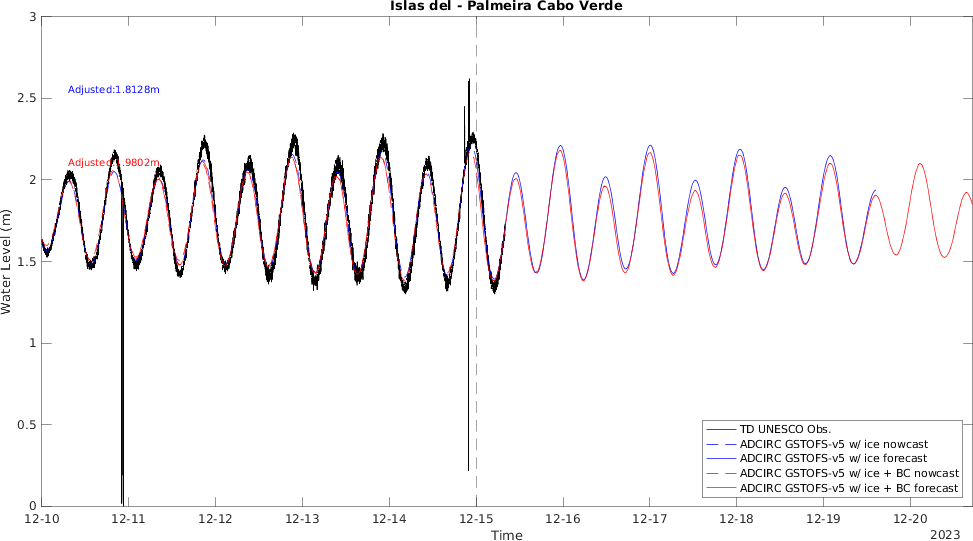 Islas del - Palmeira Cabo Verde
3
2.5
2
1.5
1
0.5
0
Water Level (m)
Adjusted:1.8128m
Adjusted 1.9802m
TD UNESCO Obs.
ADCIRC GSTOFS-v5 w/ ice nowcast
ADCIRC GSTOFS-v5 w/ ice forecast
ADCIRC GSTOFS-v5 w/ ice + BC nowcast
ADCIRC GSTOFS-v5 w/ ice + BC forecast
12-10 12-11 12-12 12-13 12-14 12-15 12-16 12-17 12-18 12-19 12-20
Time
2023